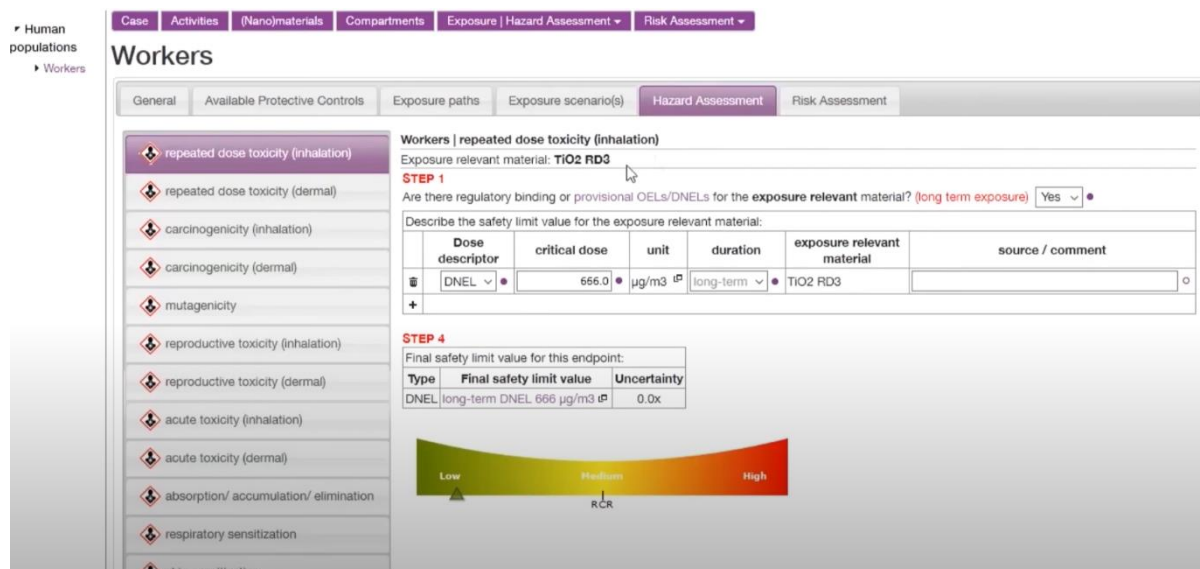 Human populations
Workers
Case Activities (Nano)materials Compartments Exposure | Hazard Assessment Risk Assessment
Workers
General Available Protective Controls Exposure paths Exposure scenario(s) Hazard Assessment Risk Assessment
repeated dose toxicity (inhalation)
repeated dose toxicity (dermal)
carcinogenicity (inhalation)
carcinogenicity (dermal)
mutagenicity
reproductive toxicity (inhalation)
reproductive toxicity (dermal)
acute toxicity (inhalation)
acute toxicity (dermal)
absorption/ accumulation/ elimination
respiratory sensitization
Workers | repeated dose toxicity (inhalation)
Exposure relevant material: TiO2 RD3
STEP 1
Are there regulatory binding or provisional OELs/DNELs for the exposure relevant material? (long term exposure) Yes
Describe the safety limit value for the exposure relevant material:
Dose descriptor critical dose unit duration exposure relevant material source / comment
DNEL 666.0 µg/m3 long-term TiO2 RD3
+
STEP 4
Final safety limit value for this endpoint:
Type Final safety limit value Uncertainty
DNEL long-term DNEL 666 µg/m3 0.0x
Low Medium High
RCR